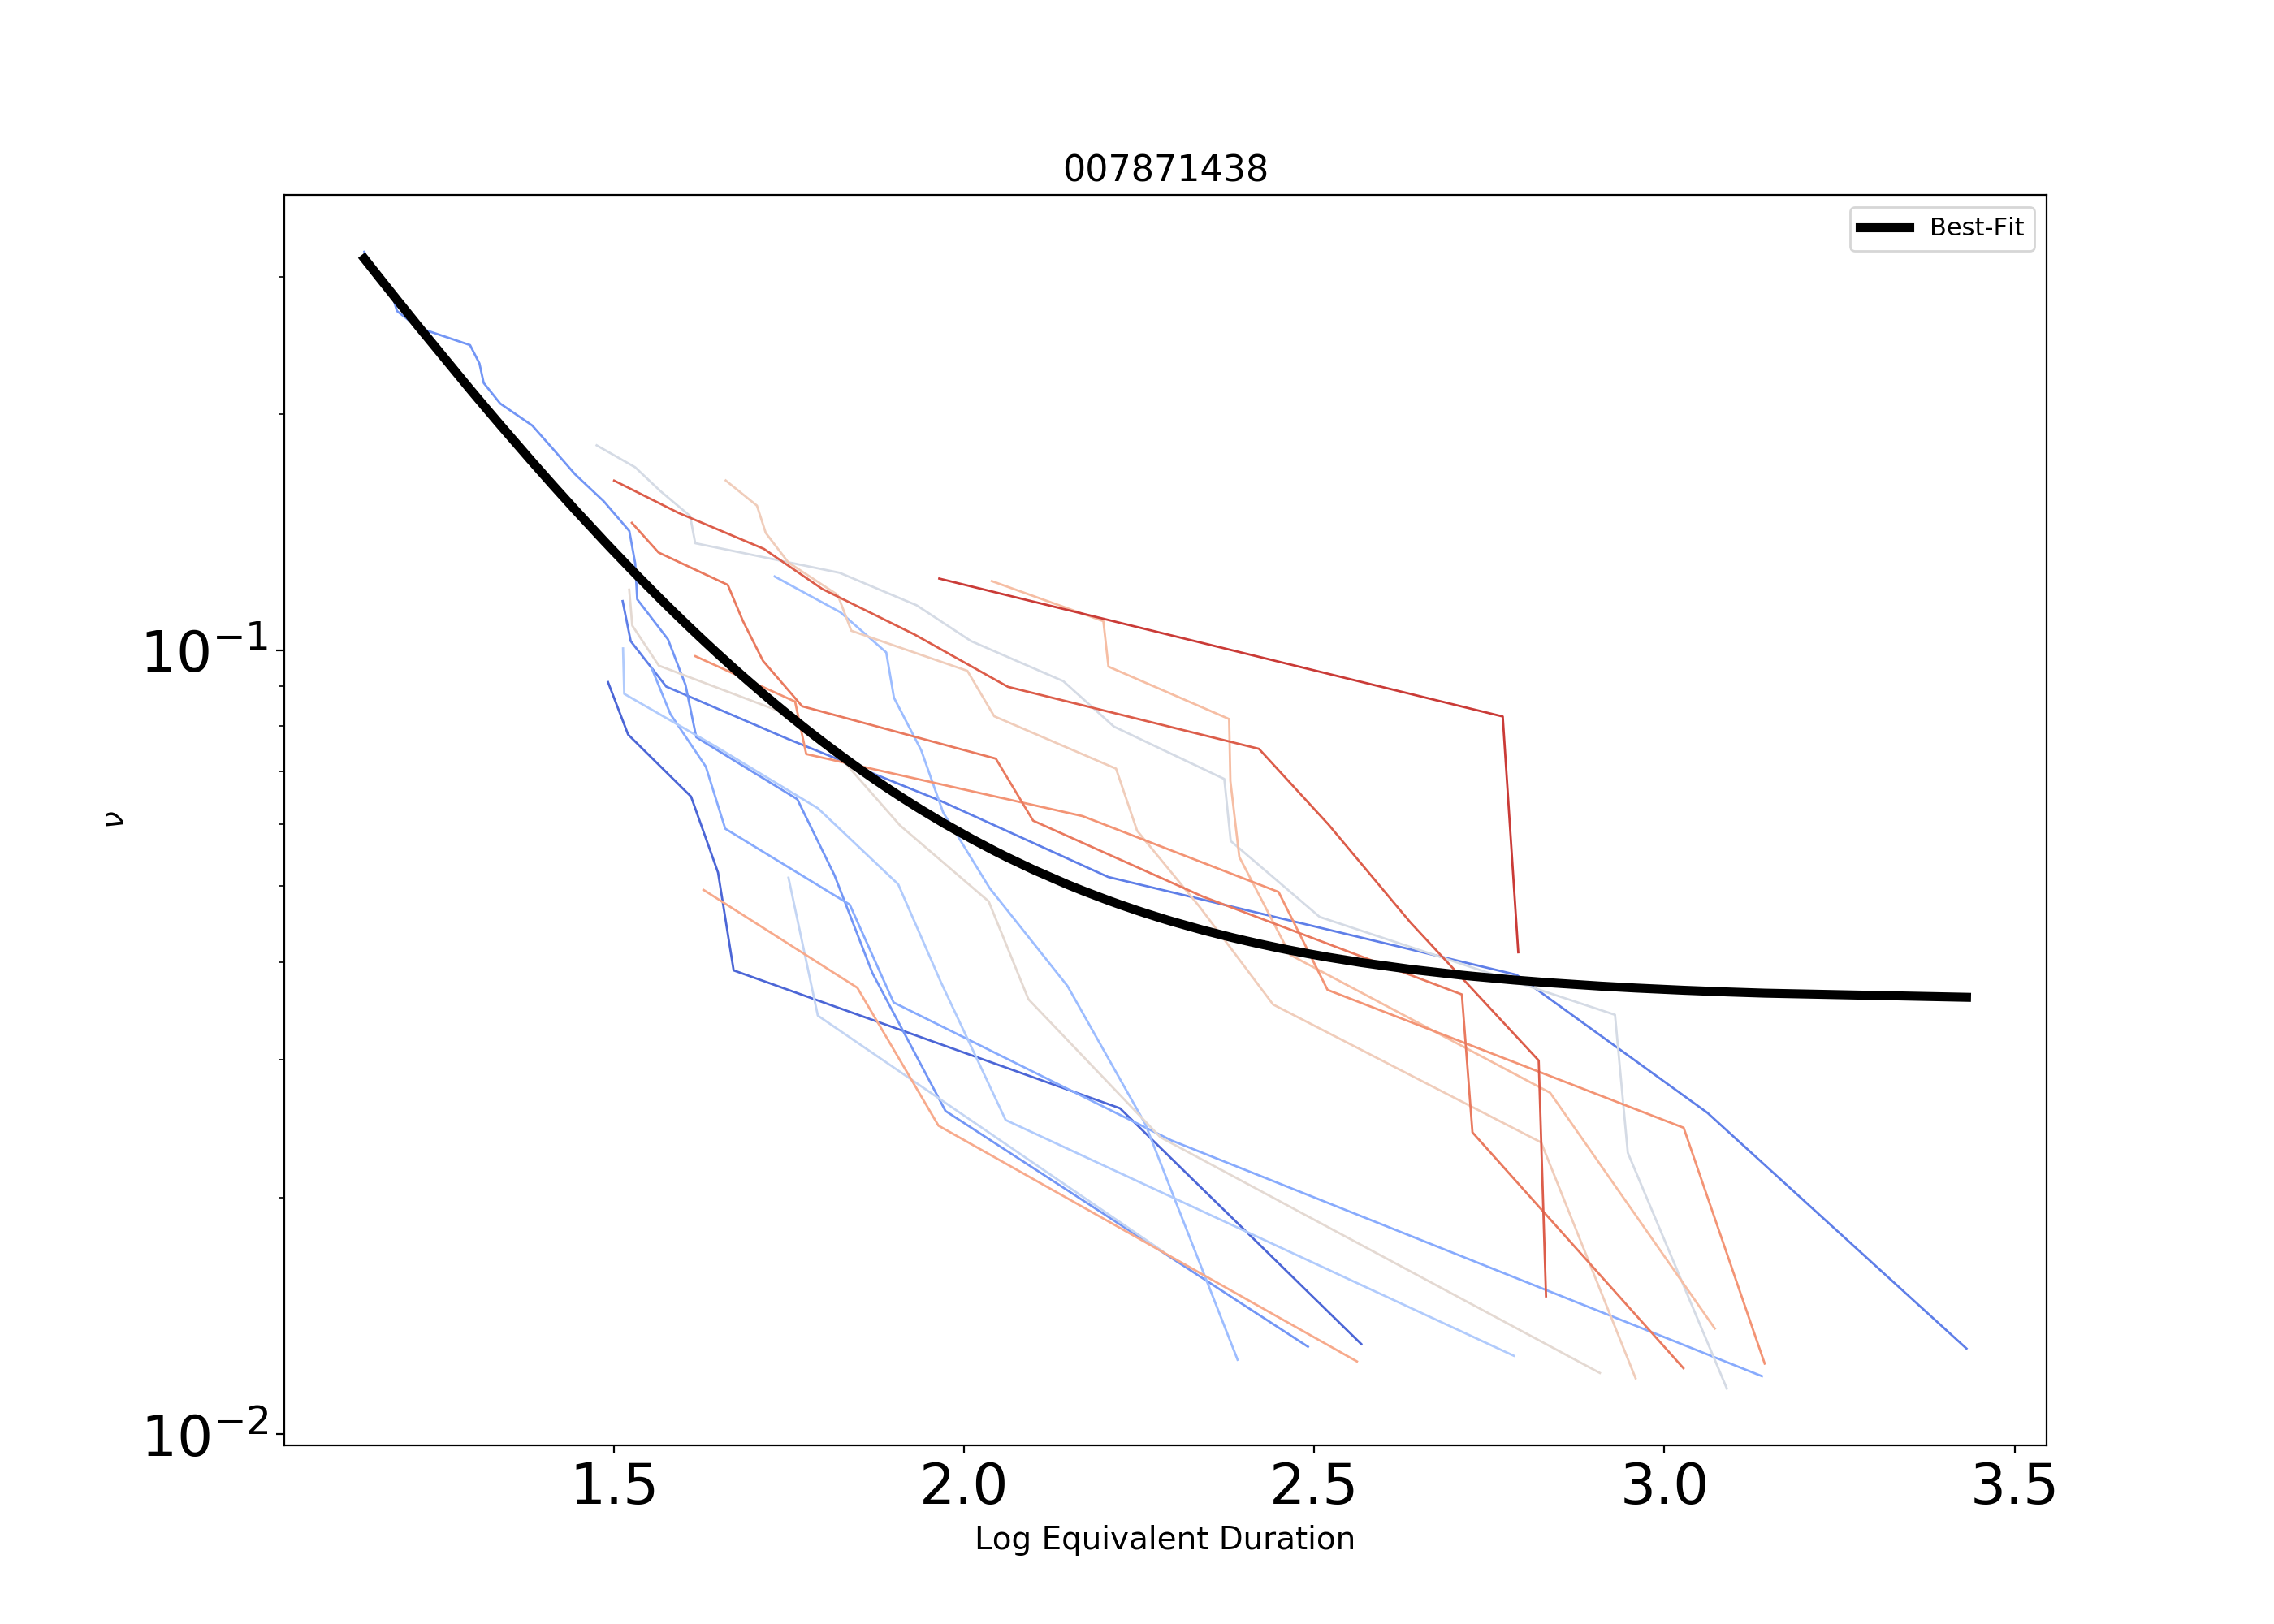 007871438
Best-Fit
10⁻¹
ν
10⁻²
1.5 2.0 2.5 3.0 3.5
Log Equivalent Duration